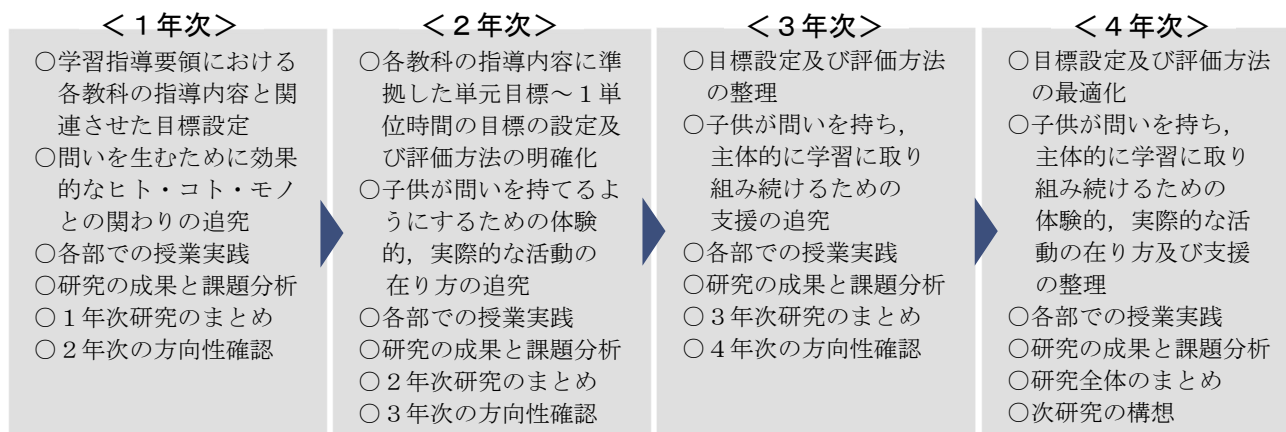 ＜１年次＞
○学習指導要領における
各教科の指導内容と関
連させた目標設定
○問いを生むために効果
的なヒト・コト・モノ
との関わりの追究
○各部での授業実践
○研究の成果と課題分析
○１年次研究のまとめ
○２年次の方向性確認
＜２年次＞
○各教科の指導内容に準
拠した単元目標～１単
位時間の目標の設定及
び評価方法の明確化
○子供が問いを持てるよ
うにするための体験
的，実際的な活動の
在り方の追究
○各部での授業実践
○研究の成果と課題分析
○２年次研究のまとめ
○３年次の方向性確認
＜３年次＞
○目標設定及び評価方法
の整理
○子供が問いを持ち，
主体的に学習に取り
組み続けるための
支援の追究
○各部での授業実践
○研究の成果と課題分析
○３年次研究のまとめ
○４年次の方向性確認
＜４年次＞
○目標設定及び評価方法
の最適化
○子供が問いを持ち，
主体的に学習に取り
組み続けるための
体験的，実際的な活
動の在り方及び支援
の整理
○各部での授業実践
○研究の成果と課題分析
○研究全体のまとめ
○次研究の構想